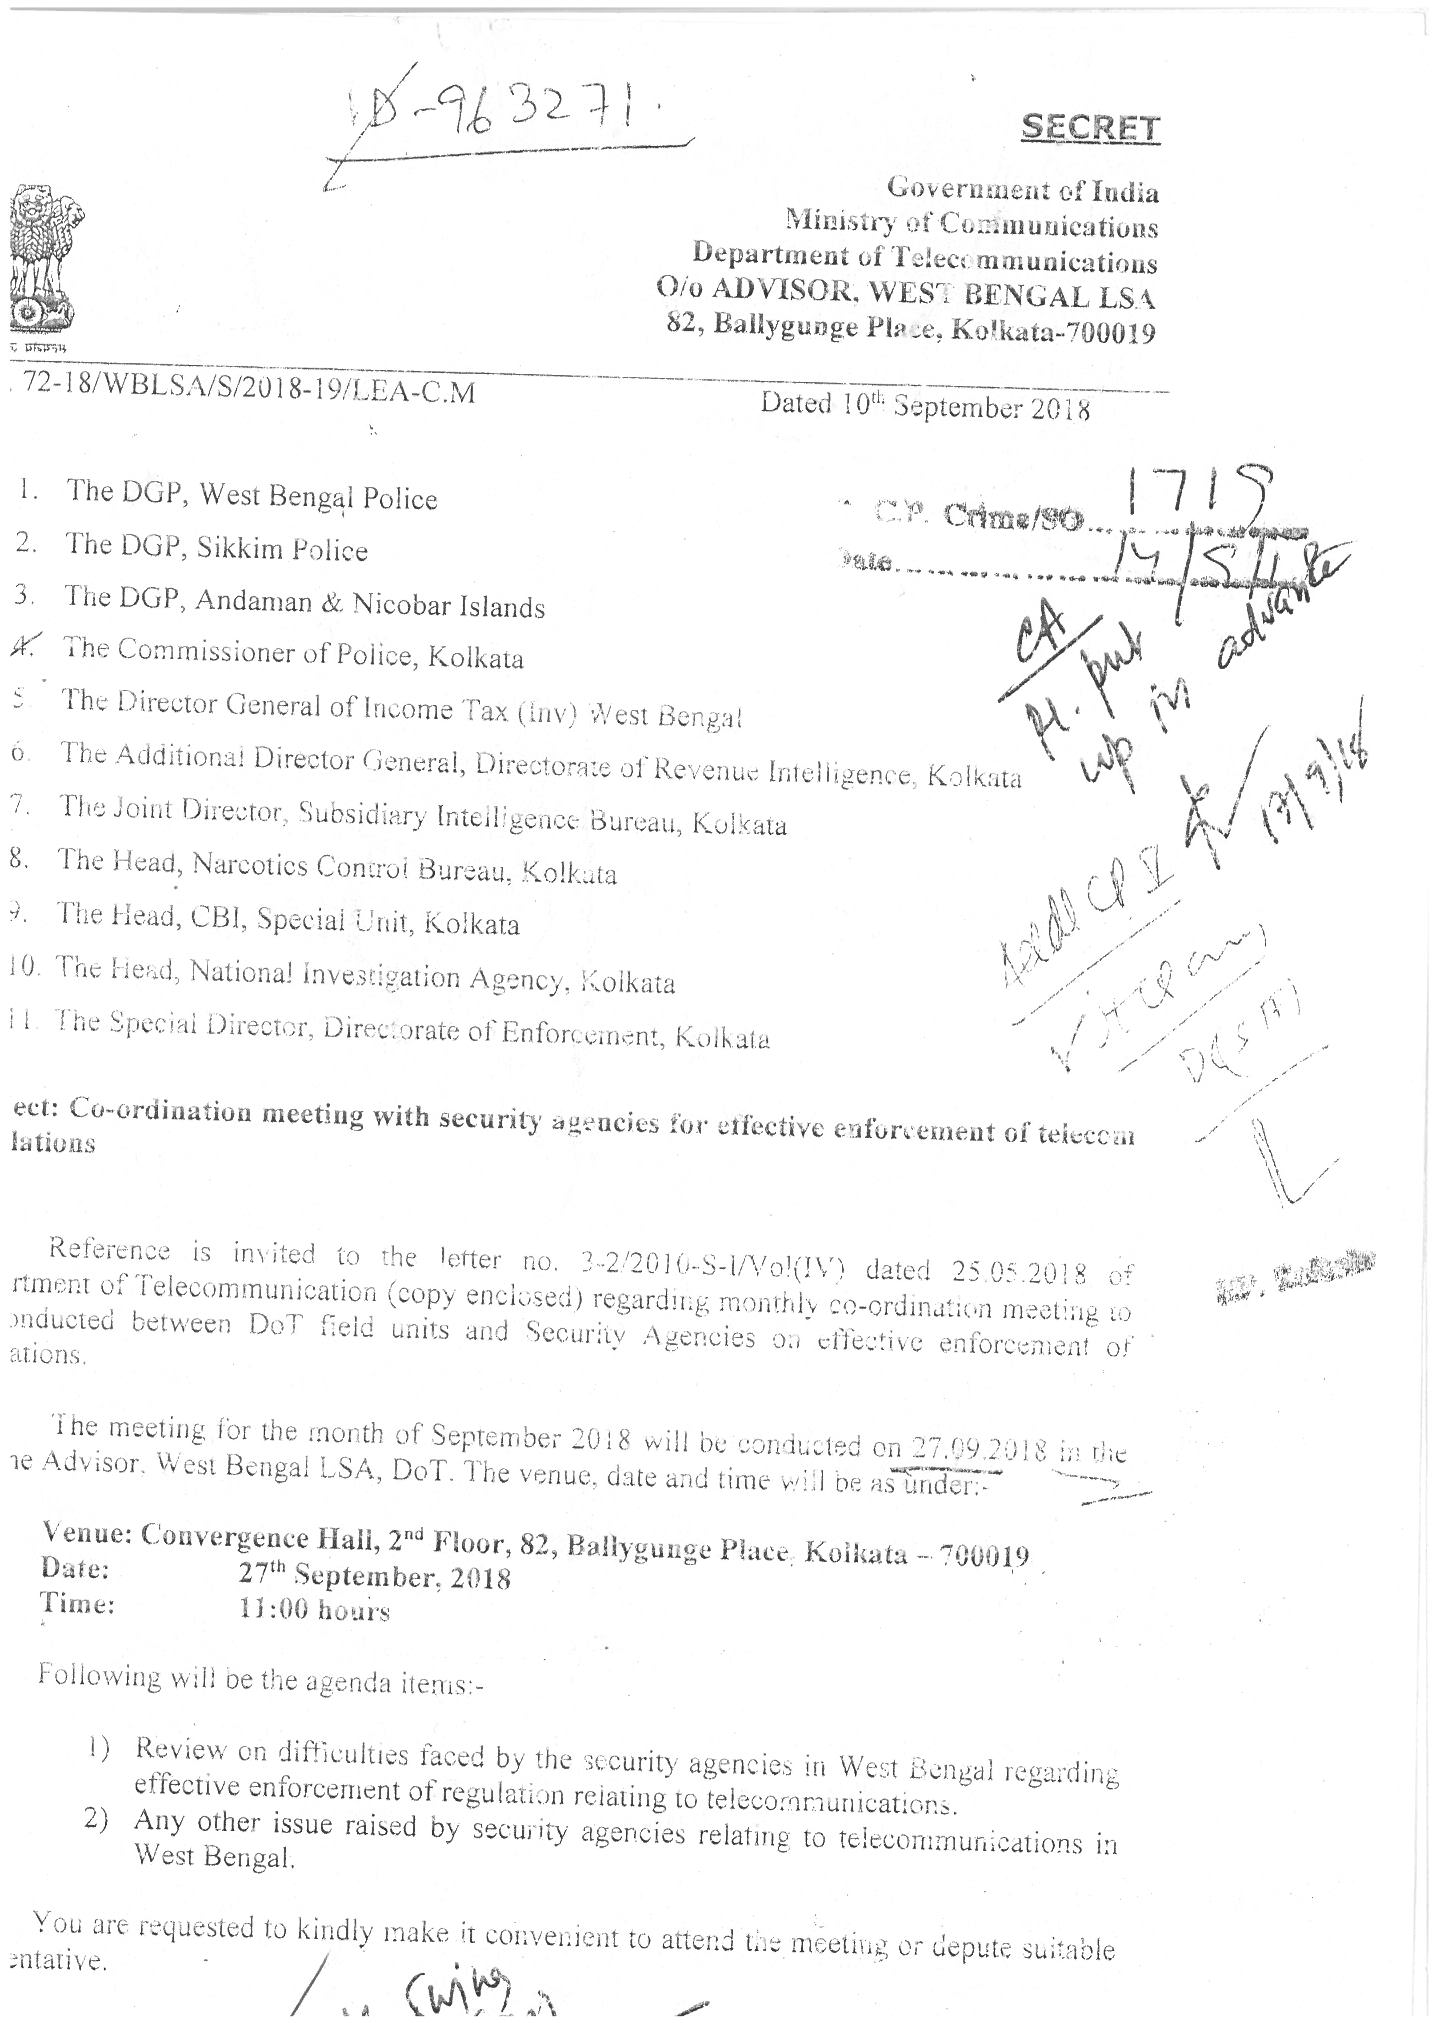 ID-963271.
SECRET
Government of India
Ministry of Communications
Department of Telecommunications
O/o ADVISOR, WEST BENGAL LSA
82, Ballygunge Place, Kolkata-700019
72-18/WBLSA/S/2018-19/LEA-C.M
Dated 10th September 2018
1. The DGP, West Bengal Police
2. The DGP, Sikkim Police
3. The DGP, Andaman & Nicobar Islands
4. The Commissioner of Police, Kolkata
5. The Director General of Income Tax (Inv) West Bengal
6. The Additional Director General, Directorate of Revenue Intelligence, Kolkata
7. The Joint Director, Subsidiary Intelligence Bureau, Kolkata
8. The Head, Narcotics Control Bureau, Kolkata
9. The Head, CBI, Special Unit, Kolkata
10. The Head, National Investigation Agency, Kolkata
11. The Special Director, Directorate of Enforcement, Kolkata
C.P. Crime/SO
Date
CA
Pl. put
up in advance
17/9/18
Addl CP V
ect: Co-ordination meeting with security agencies for effective enforcement of telecom
lations
Reference is invited to the letter no. 3-2/2010-S-I/Vol(IV) dated 25.05.2018 of
rtment of Telecommunication (copy enclosed) regarding monthly co-ordination meeting to
onducted between DoT field units and Security Agencies on effective enforcement of
ations.
The meeting for the month of September 2018 will be conducted on 27.09.2018 in the
ne Advisor, West Bengal LSA, DoT. The venue, date and time will be as under:-
Venue: Convergence Hall, 2nd Floor, 82, Ballygunge Place, Kolkata – 700019
Date: 27th September, 2018
Time: 11:00 hours
Following will be the agenda items:-
1) Review on difficulties faced by the security agencies in West Bengal regarding
effective enforcement of regulation relating to telecommunications.
2) Any other issue raised by security agencies relating to telecommunications in
West Bengal.
You are requested to kindly make it convenient to attend the meeting or depute suitable
entative.